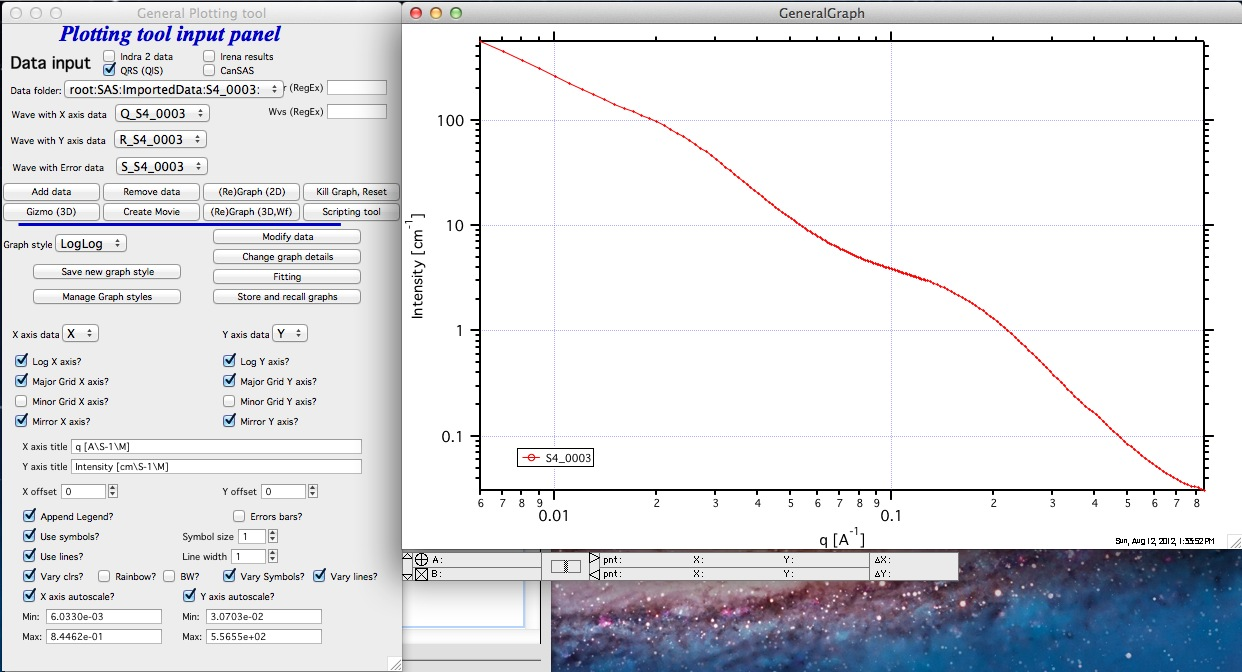 General Plotting tool
Plotting tool input panel
Data input
Indra 2 data
Irena results
QRS (QIS)
CanSAS
Data folder: root:SAS:ImportedData:S4_0003: r (RegEx)
Wave with X axis data Q_S4_0003 Wvs (RegEx)
Wave with Y axis data R_S4_0003
Wave with Error data S_S4_0003
Add data Remove data (Re)Graph (2D) Kill Graph, Reset
Gizmo (3D) Create Movie (Re)Graph (3D,Wf) Scripting tool
Graph style LogLog
Modify data
Change graph details
Save new graph style Fitting
Manage Graph styles Store and recall graphs
X axis data X Y axis data Y
Log X axis? Log Y axis?
Major Grid X axis? Major Grid Y axis?
Minor Grid X axis? Minor Grid Y axis?
Mirror X axis? Mirror Y axis?
X axis title q [A\S-1\M]
Y axis title Intensity [cm\S-1\M]
X offset 0 Y offset 0
Append Legend? Errors bars?
Use symbols? Symbol size 1
Use lines? Line width 1
Vary clrs? Rainbow? BW? Vary Symbols? Vary lines?
X axis autoscale? Y axis autoscale?
Min: 6.0330e-03 Min: 3.0703e-02
Max: 8.4462e-01 Max: 5.5655e+02
GeneralGraph
100
10
1
0.1
Intensity [cm-1]
S4_0003
6 7 8 9 2 3 4 5 6 7 8 9 2 3 4 5 6 7 8
0.01 0.1
q [A-1]
Sun, Aug 12, 2012, 1:33:52 PM
A: pnt: X: Y: ΔX:
B: pnt: X: Y: ΔY: